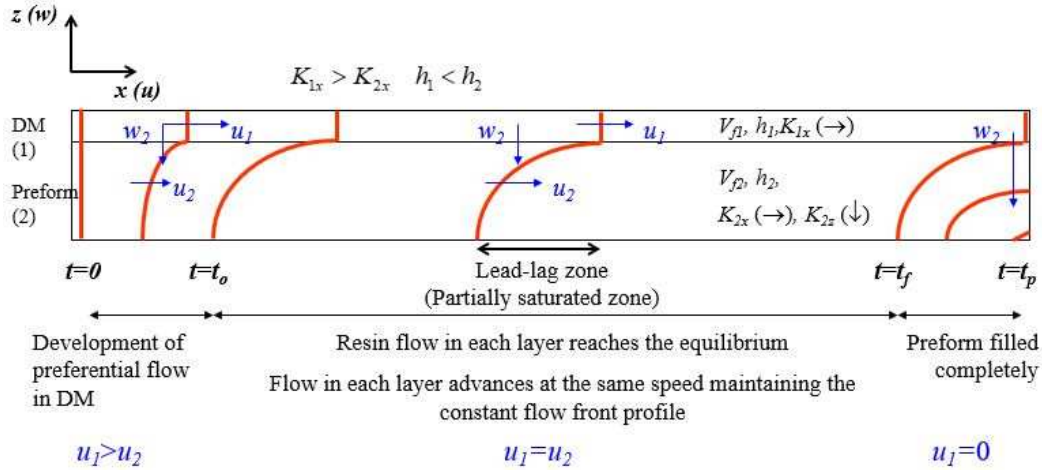 z (w)
x (u)
K1x > K2x h1 < h2
DM
(1)
w2
u1
w2
u1
Vf1, h1,K1x (→)
w2
Preform
(2)
u2
u2
Vf2, h2,
K2x (→), K2z (↓)
t=0
t=to
Lead-lag zone
(Partially saturated zone)
t=tf
t=tp
Development of
preferential flow
in DM
Resin flow in each layer reaches the equilibrium
Flow in each layer advances at the same speed maintaining the
constant flow front profile
Preform filled
completely
u1>u2
u1=u2
u1=0